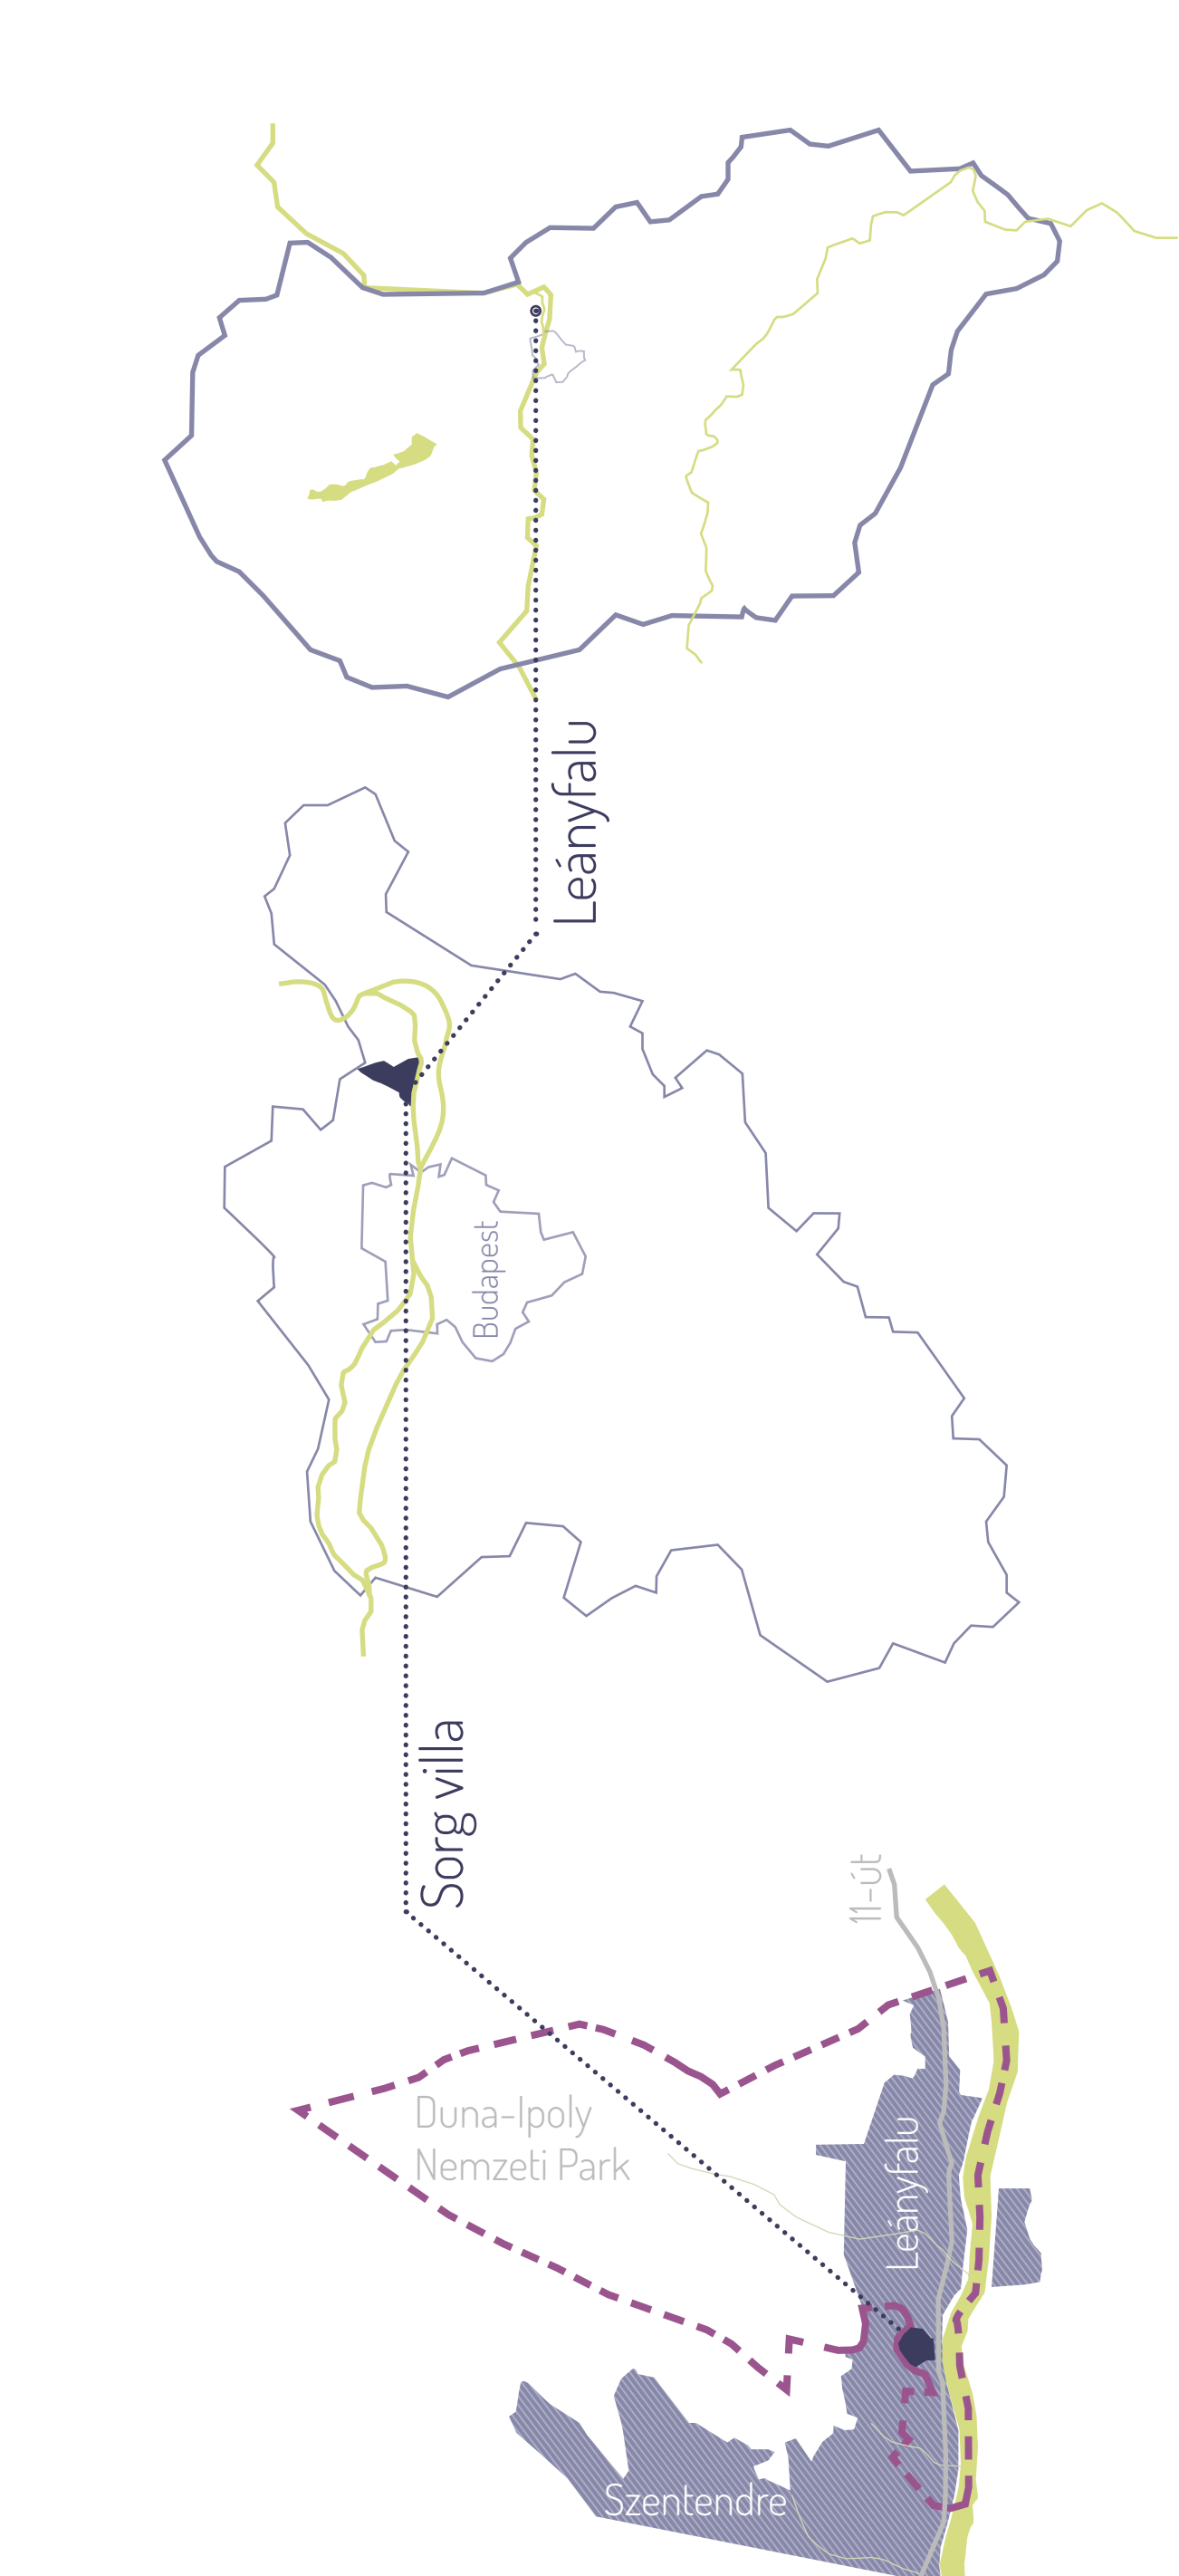 Leányfalu
Budapest
Sorg villa
11-út
Duna-Ipoly
Nemzeti Park
Leányfalu
Szentendre